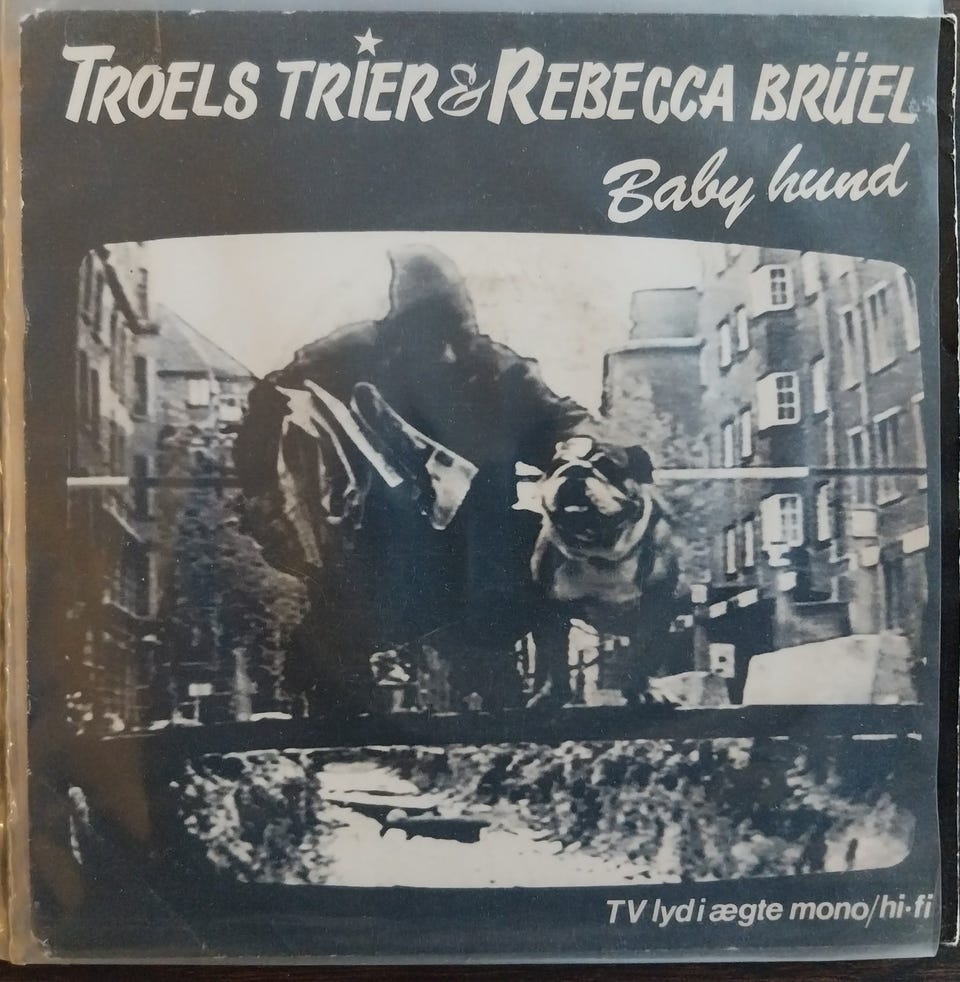 TROELS TRIER & REBECCA BRÜEL
Baby hund
TV lyd i ægte mono/hi-fi